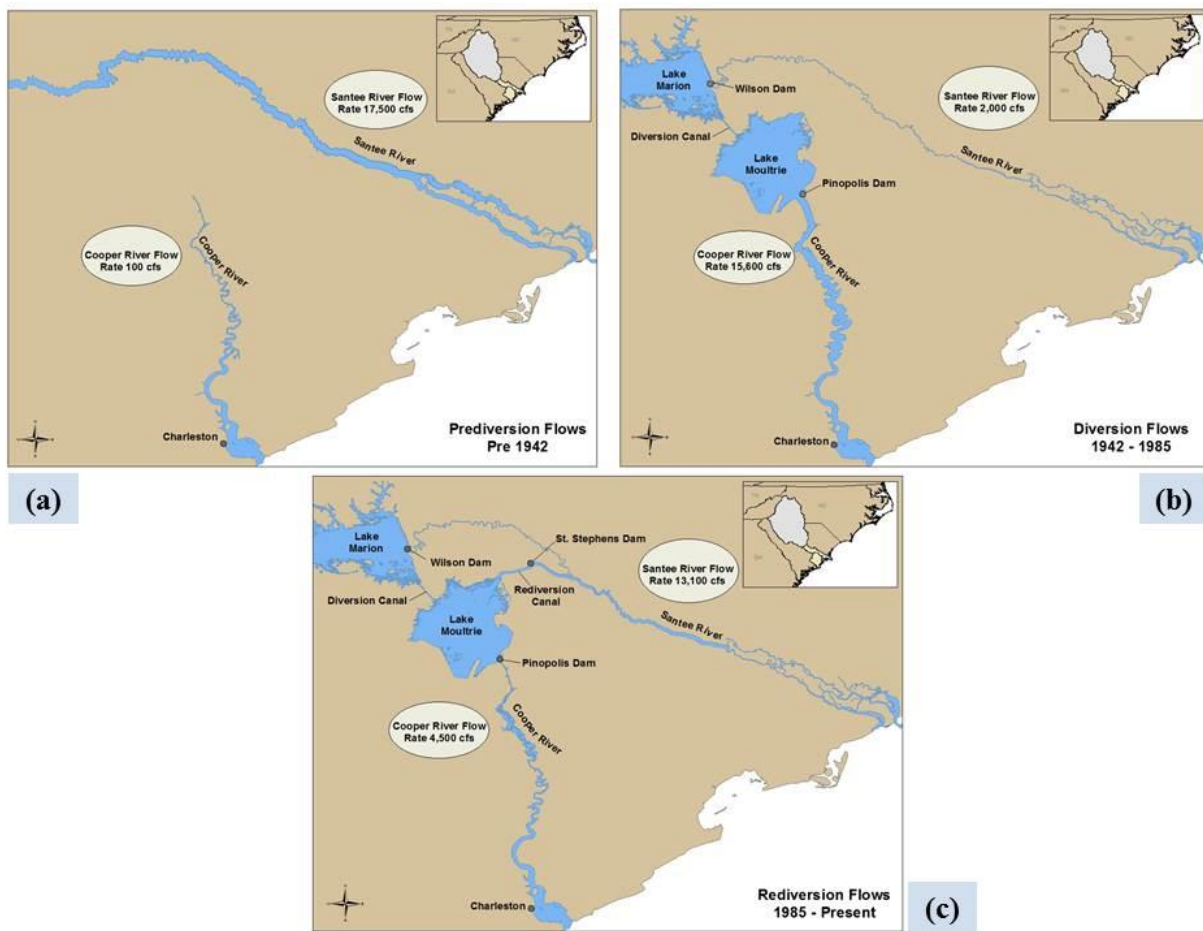 Santee River Flow
Rate 17,500 cfs
Santee River
Cooper River Flow
Rate 100 cfs
Cooper River
Charleston
Prediversion Flows
Pre 1942
(a)
Lake
Marion
Wilson Dam
Santee River Flow
Rate 2,000 cfs
Diversion Canal
Santee River
Lake
Moultrie
Pinopolis Dam
Cooper River Flow
Rate 15,600 cfs
Cooper River
Charleston
Diversion Flows
1942 - 1985
(b)
Lake
Marion
St. Stephens Dam
Wilson Dam
Santee River Flow
Rate 13,100 cfs
Diversion Canal
Rediversion
Canal
Santee River
Lake
Moultrie
Pinopolis Dam
Cooper River Flow
Rate 4,500 cfs
Cooper River
Charleston
Rediversion Flows
1985 - Present
(c)